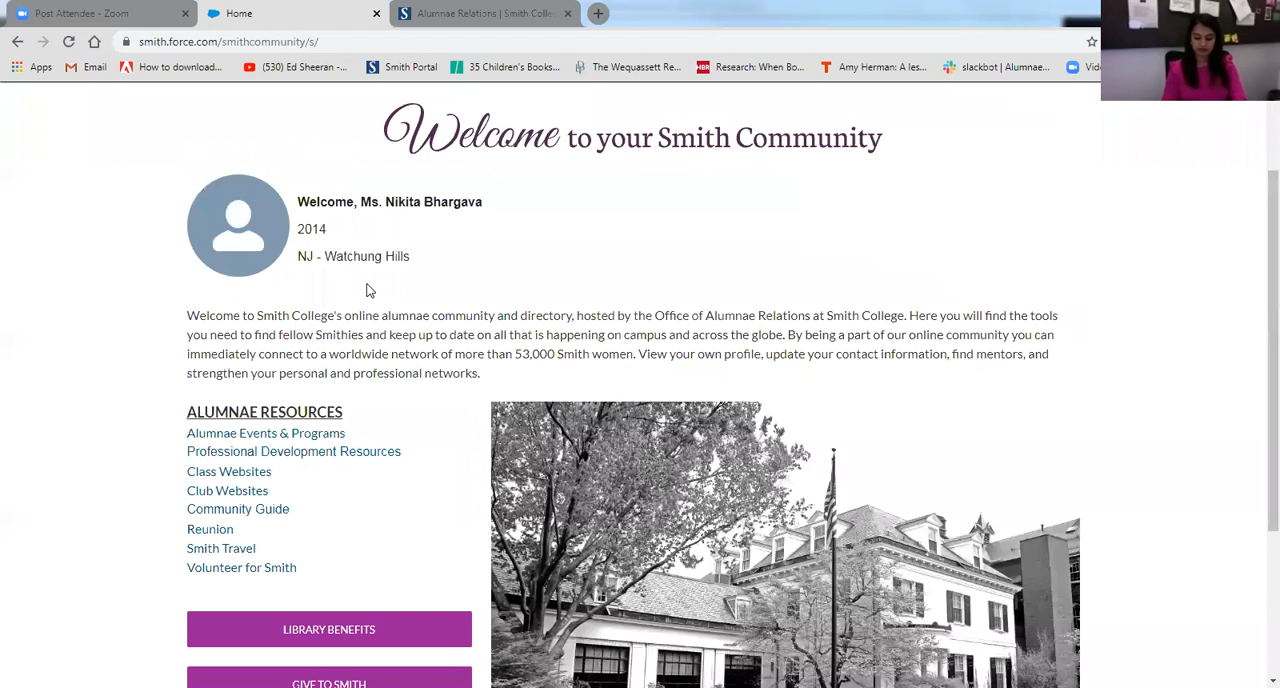 Post Attendee - Zoom
Home
Alumnae Relations | Smith Colle
smith.force.com/smithcommunity/s/
Apps
Email
How to download...
(530) Ed Sheeran -...
Smith Portal
35 Children's Books...
The Wequassett Re...
HBR Research: When Bo...
Amy Herman: A les...
slackbot | Alumnae...
Vide
Welcome to your Smith Community
Welcome, Ms. Nikita Bhargava
2014
NJ - Watchung Hills
Welcome to Smith College's online alumnae community and directory, hosted by the Office of Alumnae Relations at Smith College. Here you will find the tools
you need to find fellow Smithies and keep up to date on all that is happening on campus and across the globe. By being a part of our online community you can
immediately connect to a worldwide network of more than 53,000 Smith women. View your own profile, update your contact information, find mentors, and
strengthen your personal and professional networks.
ALUMNAE RESOURCES
Alumnae Events & Programs
Professional Development Resources
Class Websites
Club Websites
Community Guide
Reunion
Smith Travel
Volunteer for Smith
LIBRARY BENEFITS
GIVE TO SMITH